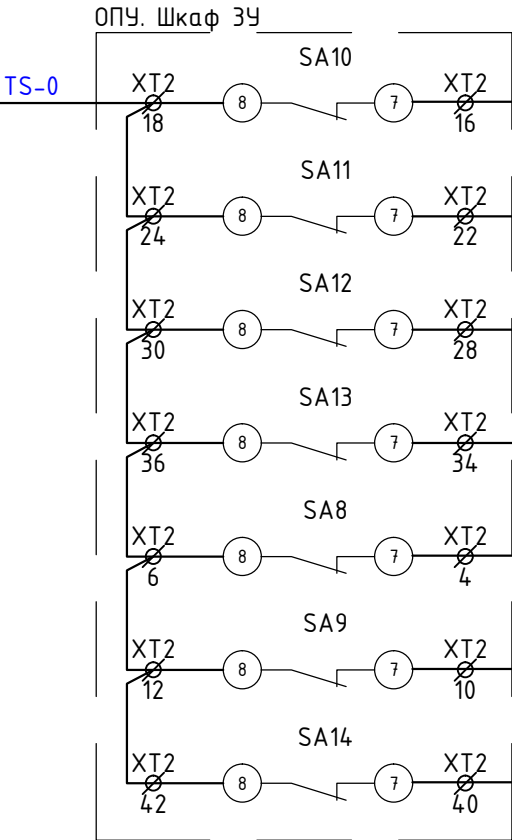 ОПУ. Шкаф ЗУ
TS-0
SA10
XT2 8 7 XT2
18 16
SA11
XT2 8 7 XT2
24 22
SA12
XT2 8 7 XT2
30 28
SA13
XT2 8 7 XT2
36 34
SA8
XT2 8 7 XT2
6 4
SA9
XT2 8 7 XT2
12 10
SA14
XT2 8 7 XT2
42 40